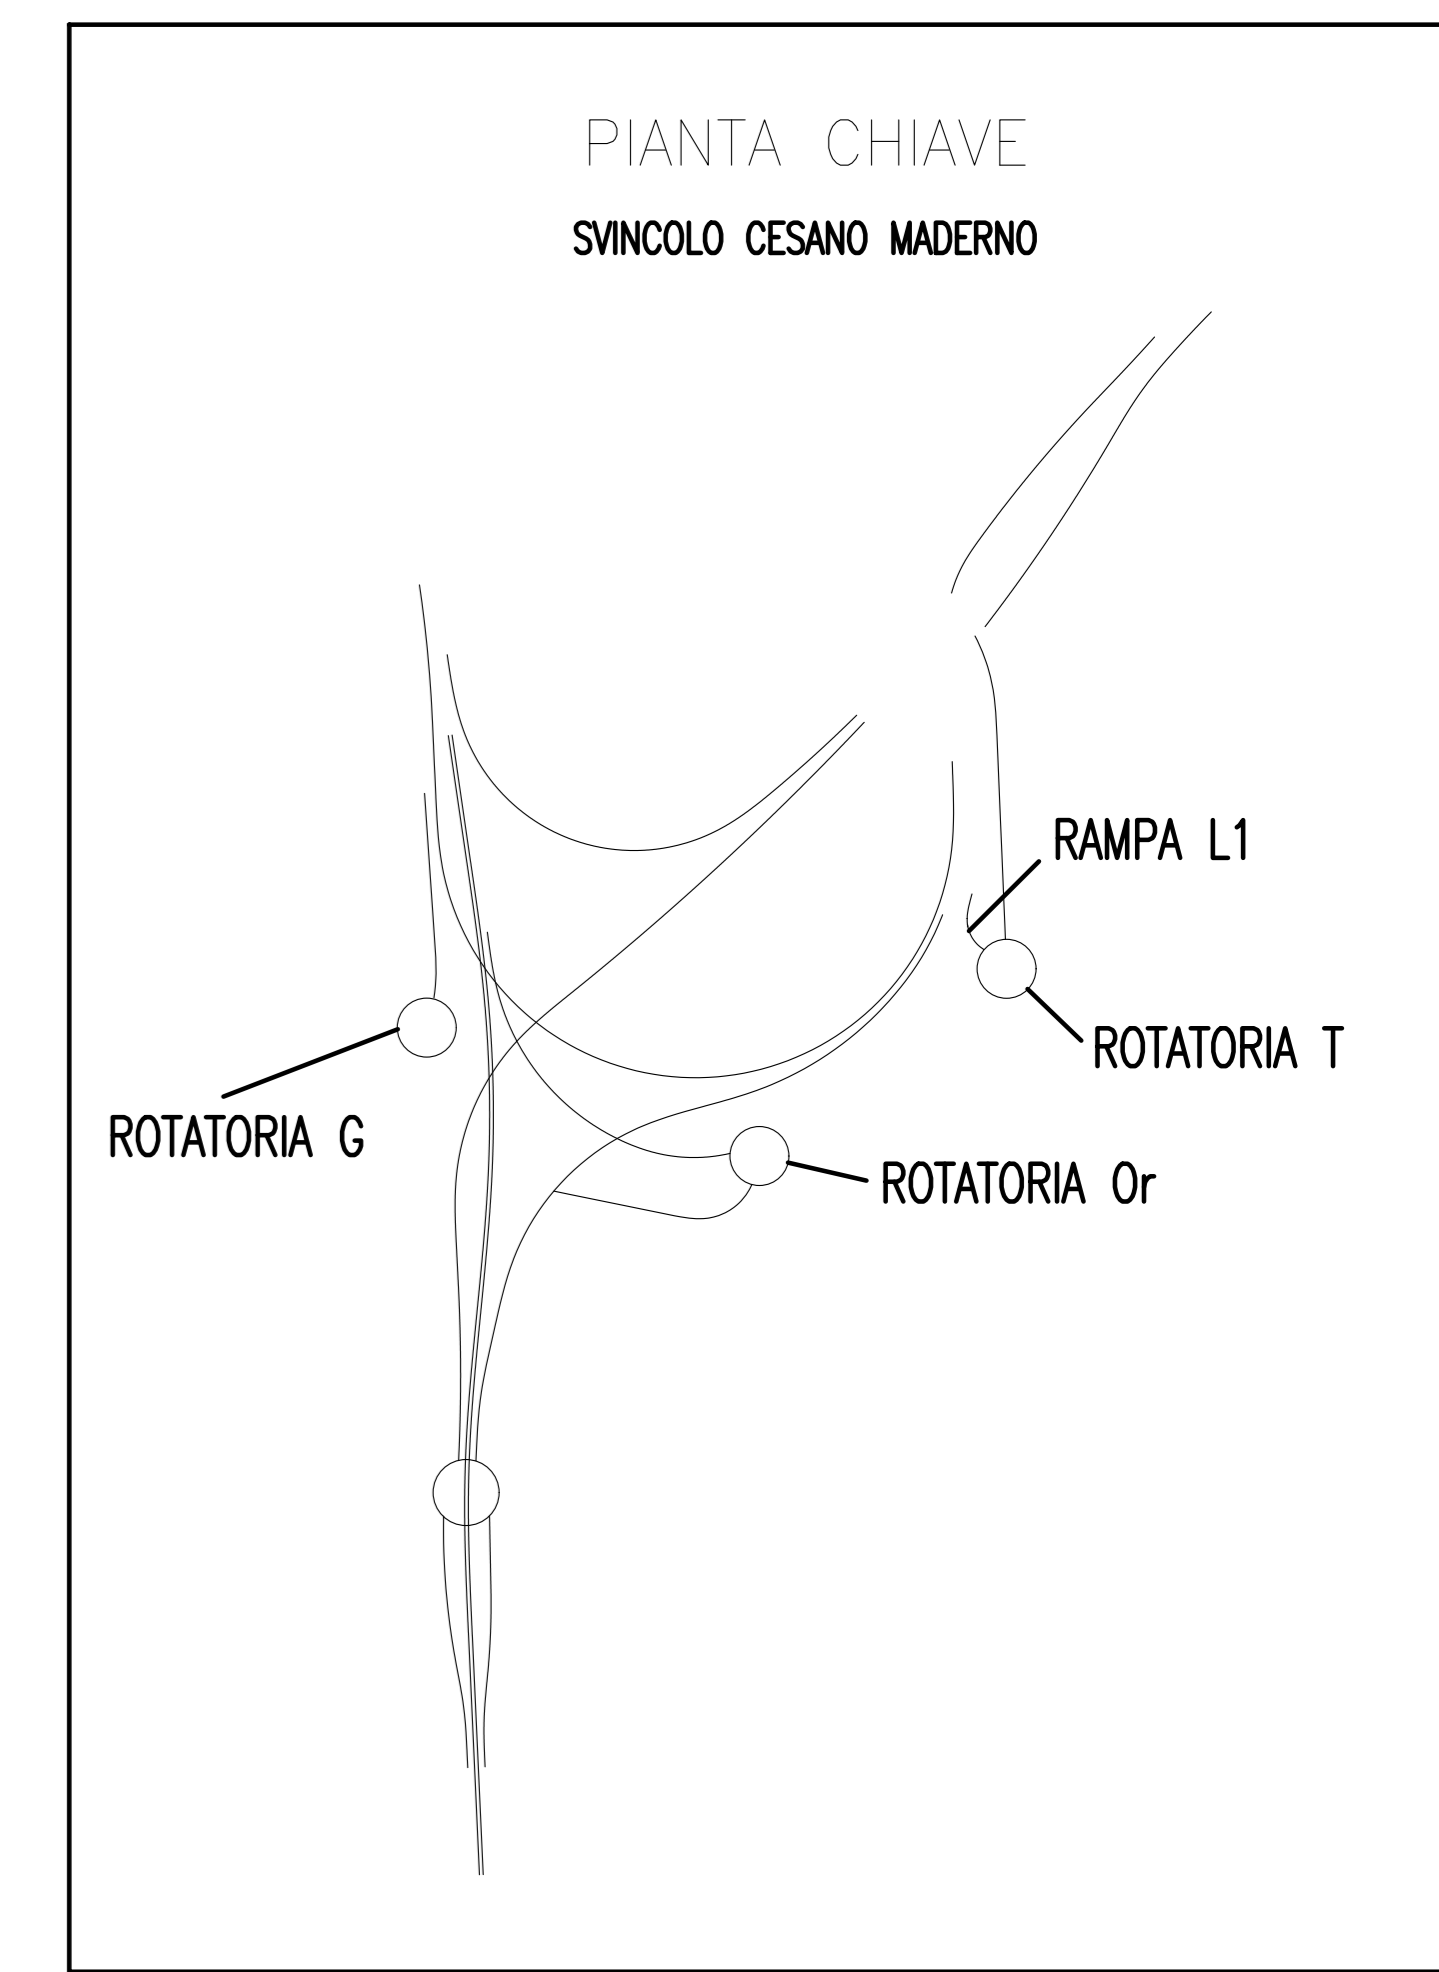 PIANTA CHIAVE
SVINCOLO CESANO MADERNO
RAMPA L1
ROTATORIA T
ROTATORIA G
ROTATORIA Or